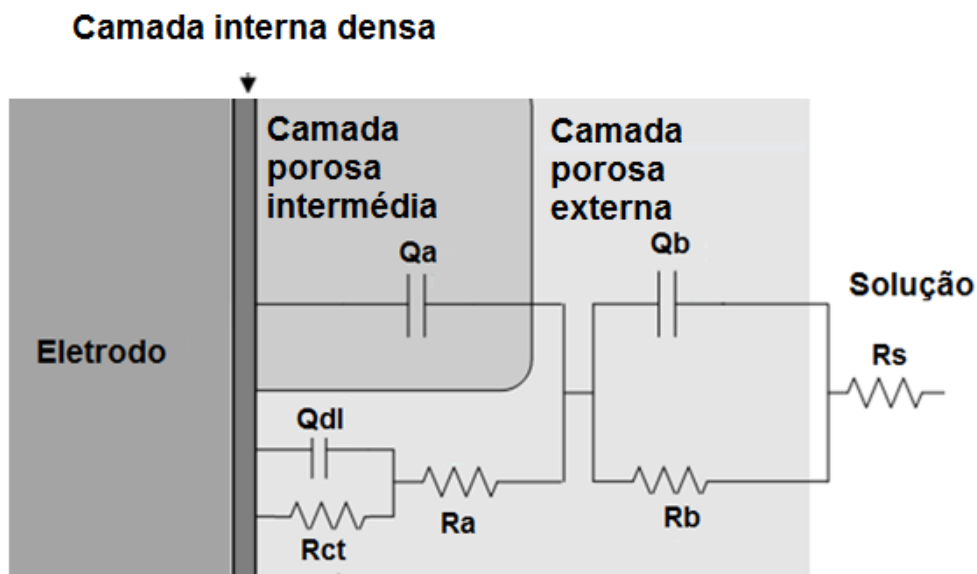 Camada interna densa
Camada
porosa
intermédia
Camada
porosa
externa
Qa
Qb
Solução
Eletrodo
Rs
Qdl
Ra
Rb
Rct